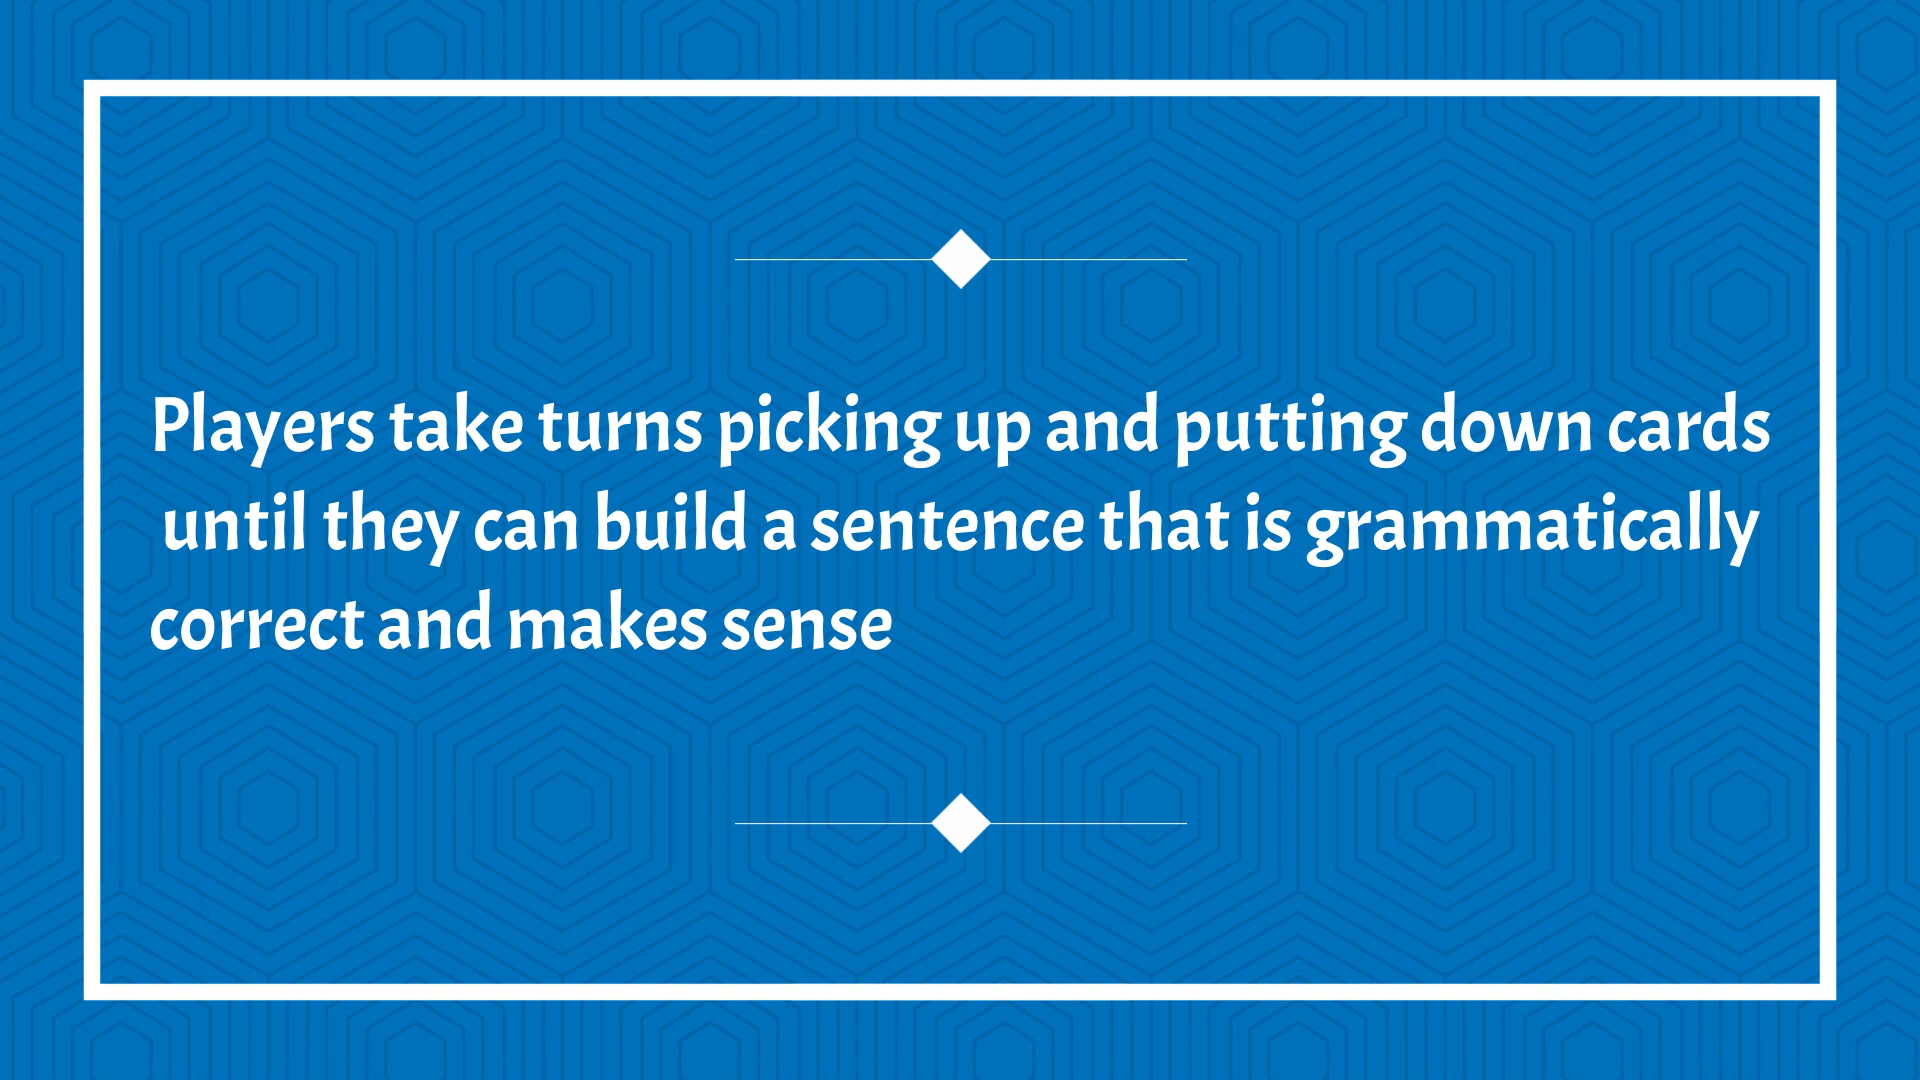 Players take turns picking up and putting down cards
until they can build a sentence that is grammatically
correct and makes sense